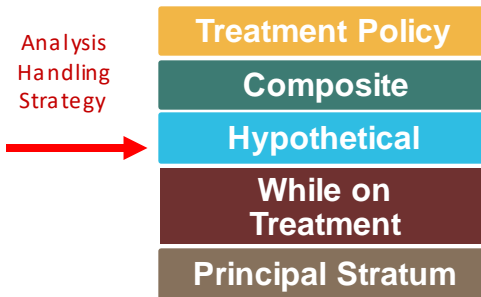 Analysis
Handling
Strategy
Treatment Policy
Composite
Hypothetical
While on
Treatment
Principal Stratum